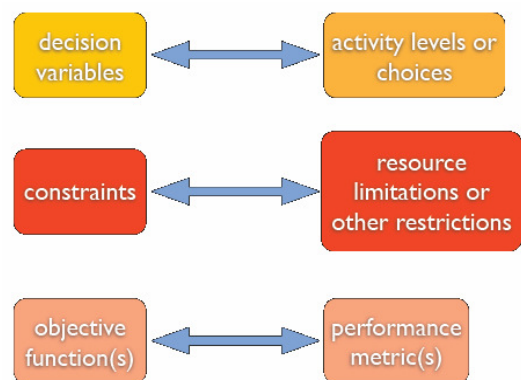 decision
variables
activity levels or
choices
constraints
resource
limitations or
other restrictions
objective
function(s)
performance
metric(s)